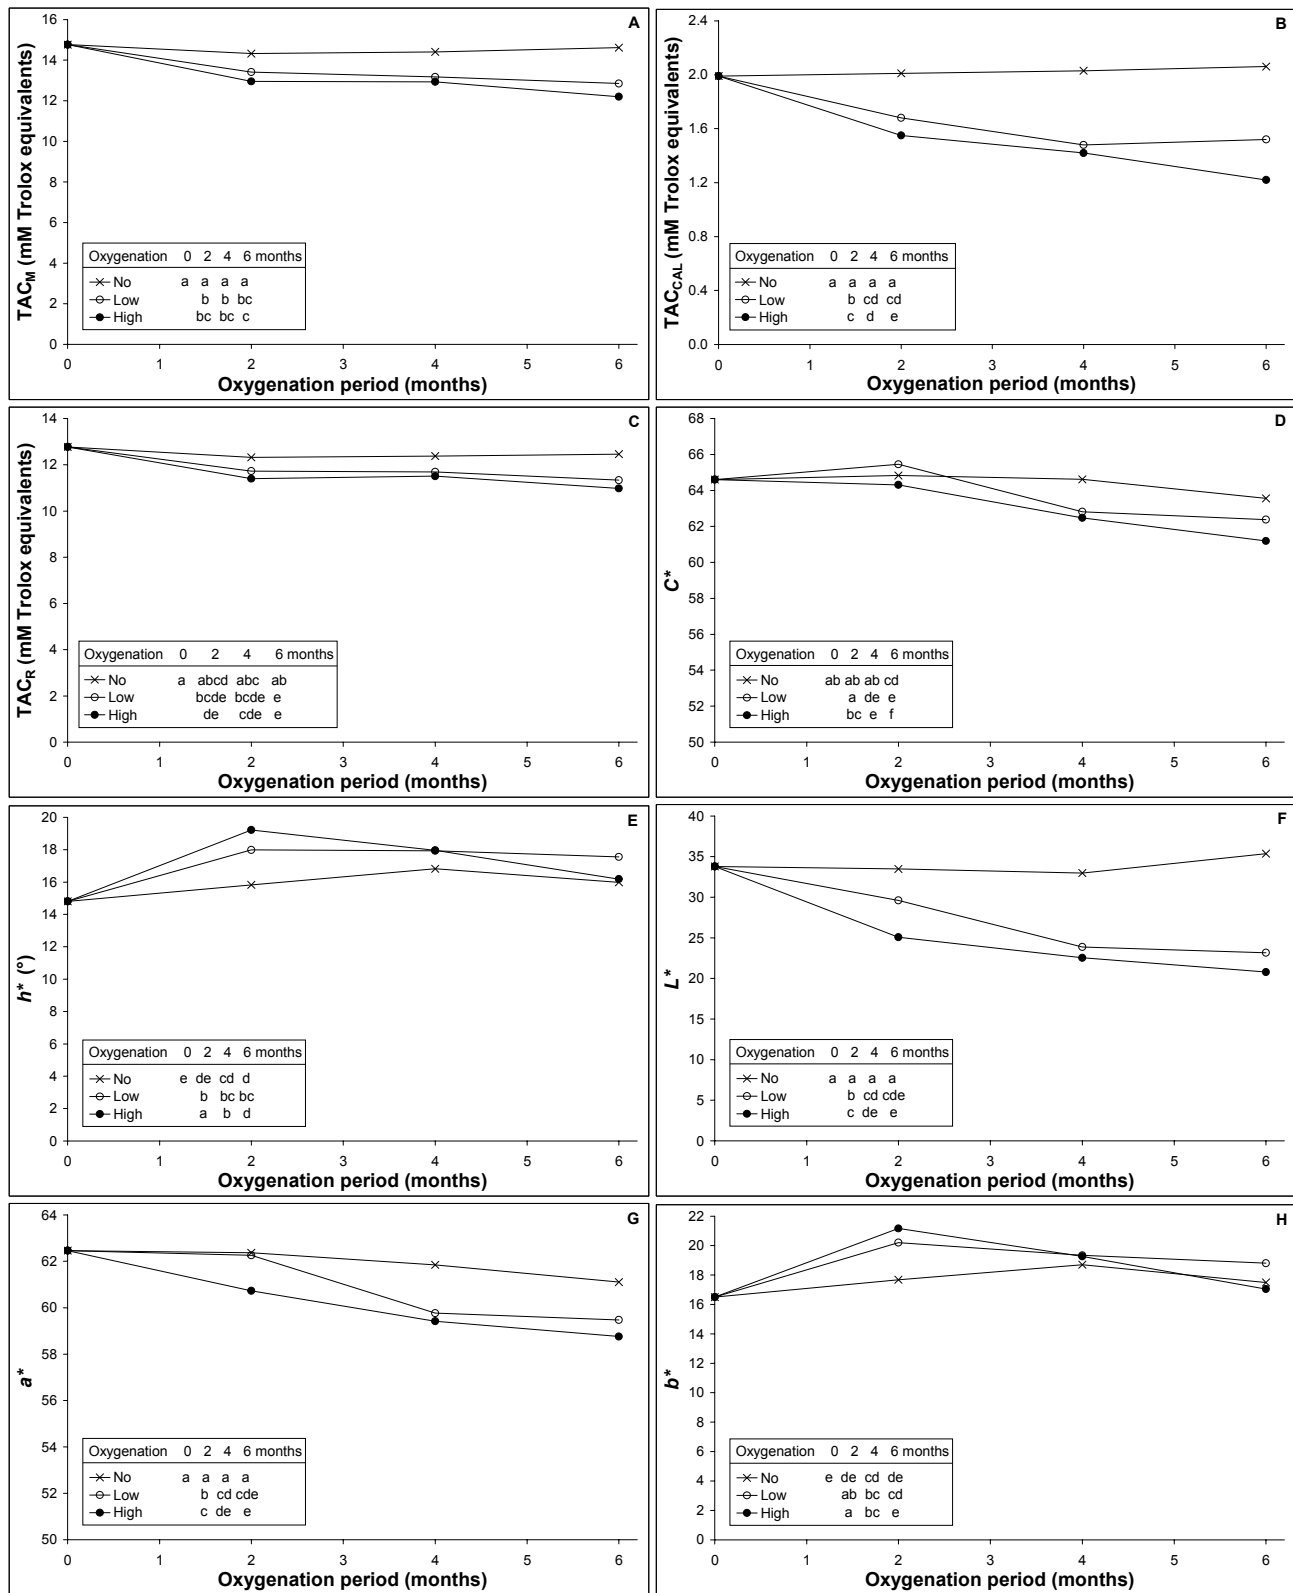 A
TAC_M (mM Trolox equivalents)
16
14
12
10
8
6
4
2
0
Oxygenation 0 2 4 6 months
No a a a a
Low b b bc
High bc bc c
0 1 2 3 4 5 6
Oxygenation period (months)
B
TAC_CAL (mM Trolox equivalents)
2.4
2.0
1.6
1.2
0.8
0.4
0.0
Oxygenation 0 2 4 6 months
No a a a a
Low b cd cd
High c d e
0 1 2 3 4 5 6
Oxygenation period (months)
C
TAC_R (mM Trolox equivalents)
14
12
10
8
6
4
2
0
Oxygenation 0 2 4 6 months
No a abcd abc ab
Low bcde bcde e
High de cde e
0 1 2 3 4 5 6
Oxygenation period (months)
D
C*
68
66
64
62
60
58
56
54
52
50
Oxygenation 0 2 4 6 months
No ab ab ab cd
Low a de e
High bc e f
0 1 2 3 4 5 6
Oxygenation period (months)
E
h* (°)
20
18
16
14
12
10
8
6
4
2
0
Oxygenation 0 2 4 6 months
No e de cd d
Low b bc bc
High a b d
0 1 2 3 4 5 6
Oxygenation period (months)
F
L*
40
35
30
25
20
15
10
5
0
Oxygenation 0 2 4 6 months
No a a a a
Low b cd cde
High c de e
0 1 2 3 4 5 6
Oxygenation period (months)
G
a*
64
62
60
58
56
54
52
50
Oxygenation 0 2 4 6 months
No a a a a
Low b cd cde
High c de e
0 1 2 3 4 5 6
Oxygenation period (months)
H
b*
22
20
18
16
14
12
10
8
6
4
2
0
Oxygenation 0 2 4 6 months
No e de cd de
Low ab bc cd
High a bc e
0 1 2 3 4 5 6
Oxygenation period (months)